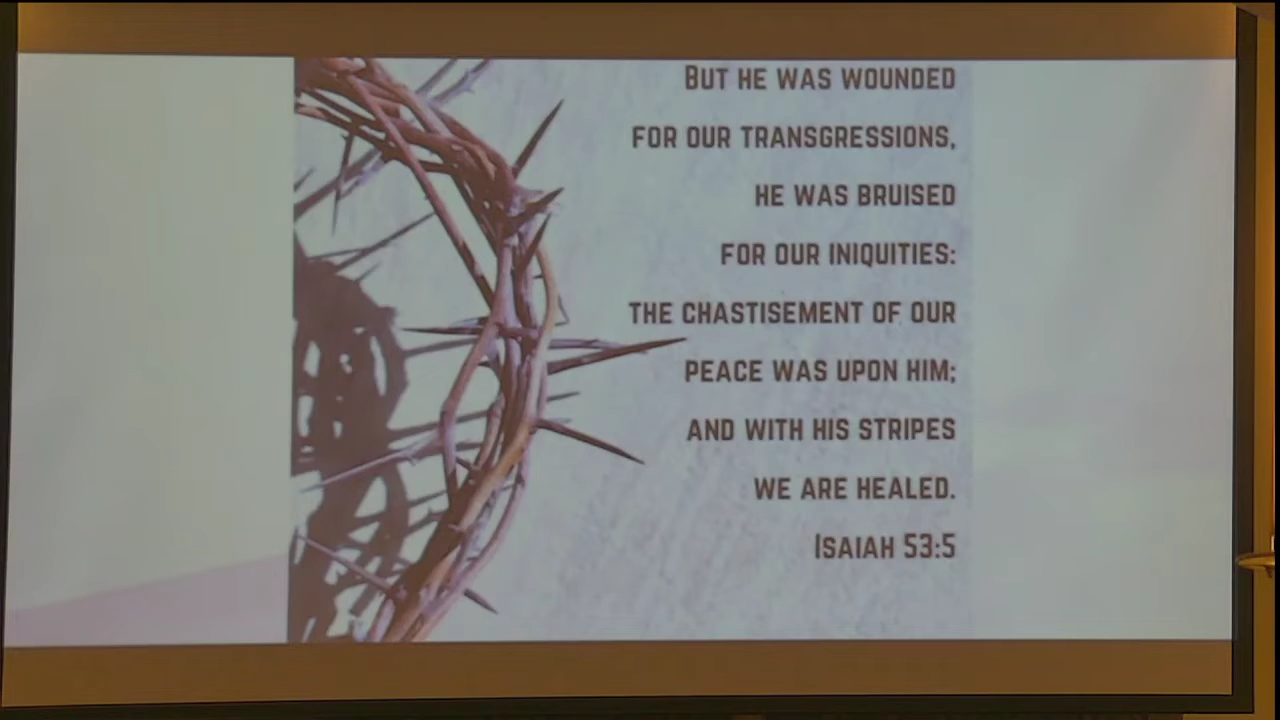 But he was wounded
for our transgressions,
he was bruised
for our iniquities:
the chastisement of our
peace was upon him;
and with his stripes
we are healed.
Isaiah 53:5